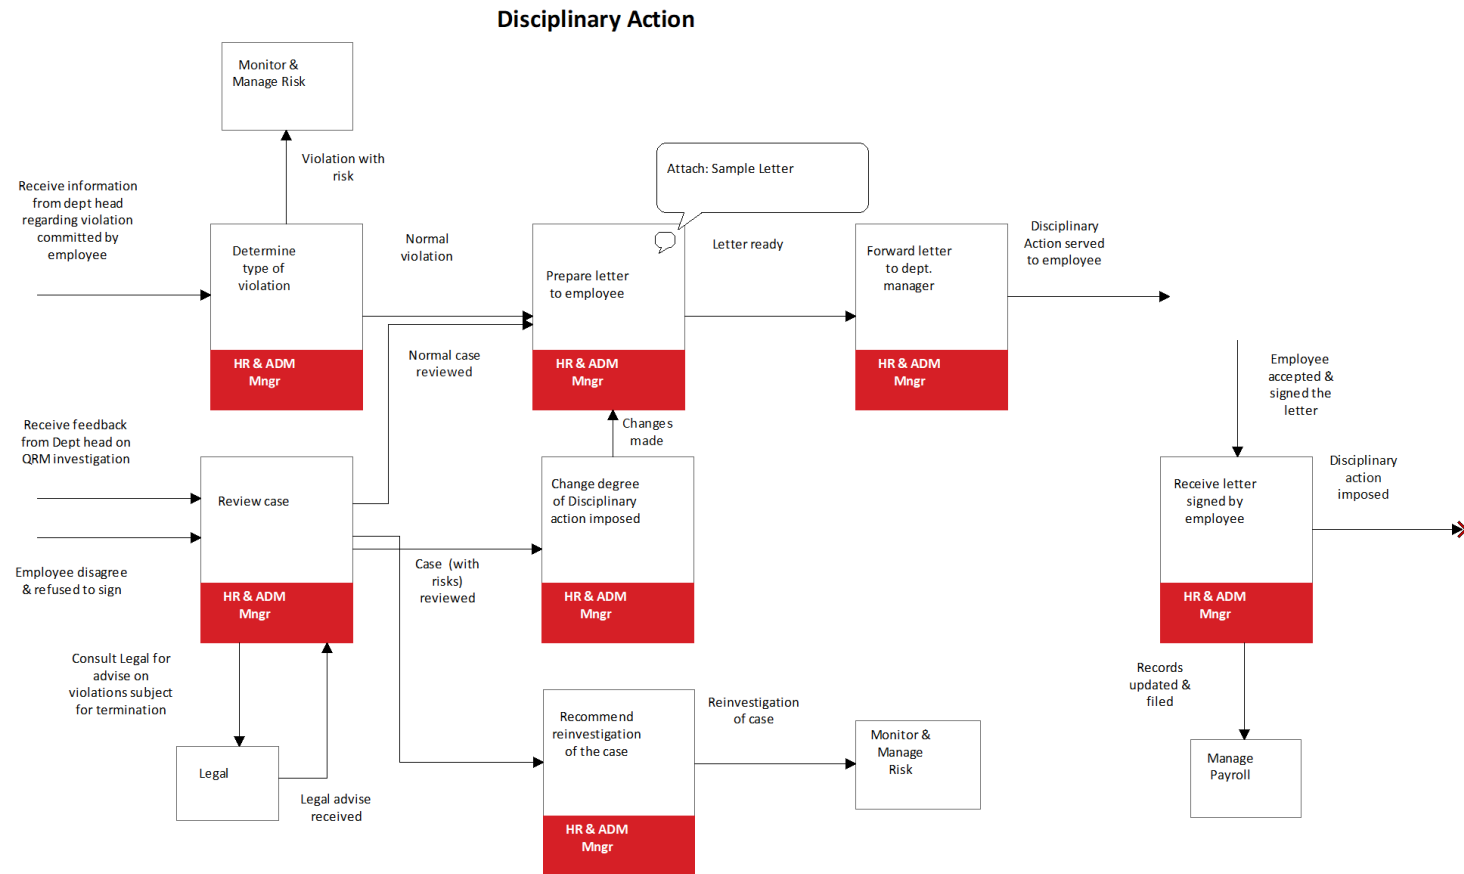 Disciplinary Action
Monitor &
Manage Risk
Violation with
risk
Attach: Sample Letter
Receive information
from dept head
regarding violation
committed by
employee
Determine
type of
violation
HR & ADM
Mngr
Normal
violation
Prepare letter
to employee
HR & ADM
Mngr
Letter ready
Forward letter
to dept.
manager
HR & ADM
Mngr
Disciplinary
Action served
to employee
Normal case
reviewed
Employee
accepted &
signed the
letter
Receive feedback
from Dept head on
QRM investigation
Changes
made
Review case
HR & ADM
Mngr
Change degree
of Disciplinary
action imposed
HR & ADM
Mngr
Receive letter
signed by
employee
HR & ADM
Mngr
Disciplinary
action
imposed
Employee disagree
& refused to sign
Case (with
risks)
reviewed
Consult Legal for
advise on
violations subject
for termination
Legal
Legal advise
received
Recommend
reinvestigation
of the case
HR & ADM
Mngr
Reinvestigation
of case
Monitor &
Manage
Risk
Records
updated &
filed
Manage
Payroll